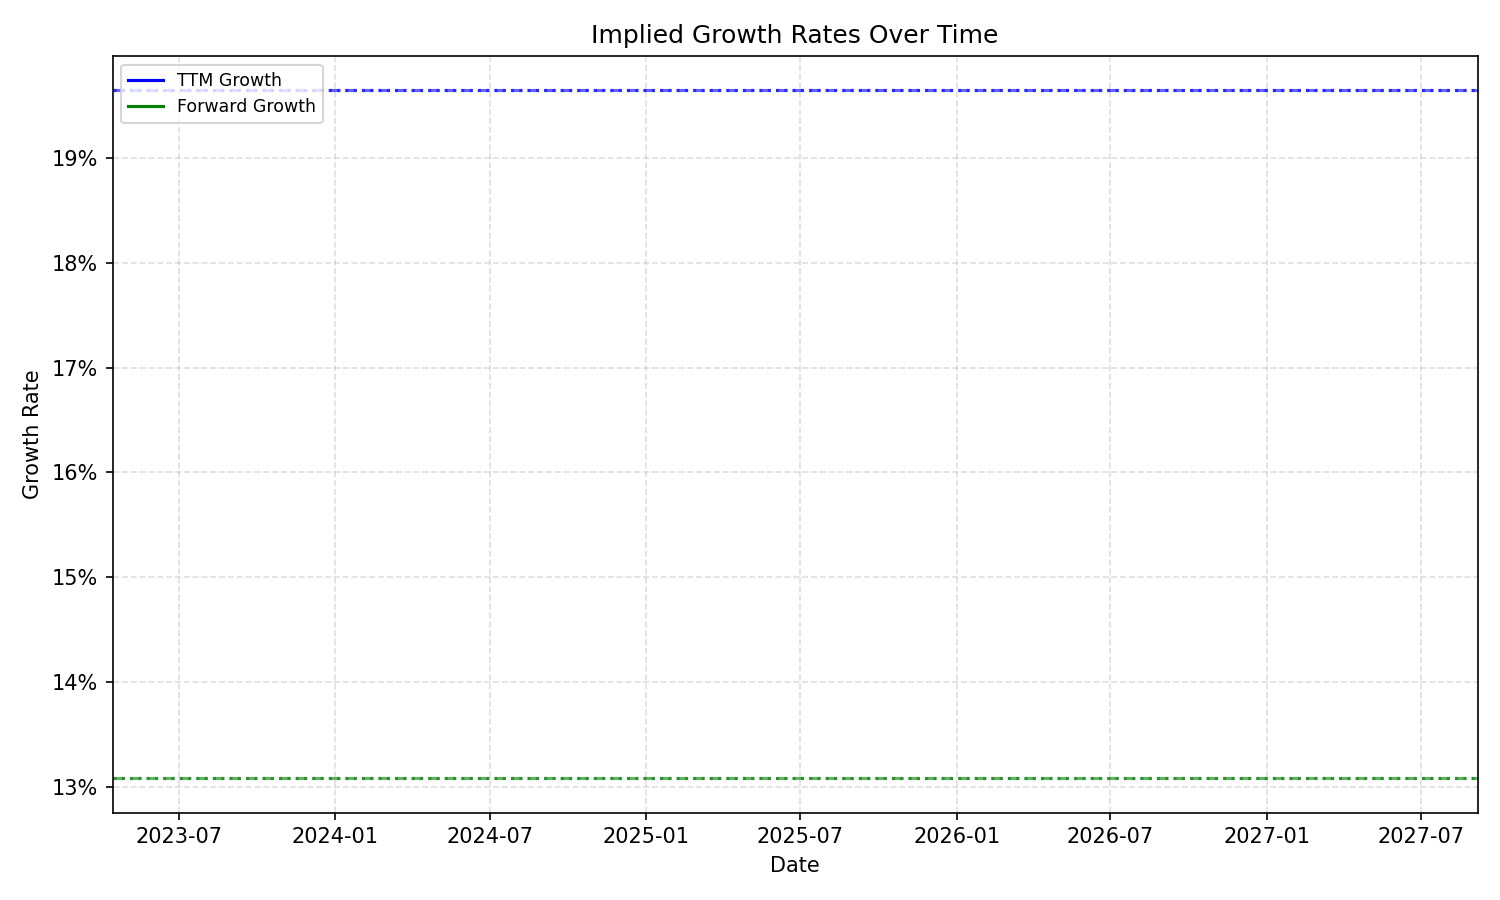 Implied Growth Rates Over Time
TTM Growth
Forward Growth
19%
18%
17%
16%
15%
14%
13%
Growth Rate
2023-07 2024-01 2024-07 2025-01 2025-07 2026-01 2026-07 2027-01 2027-07
Date